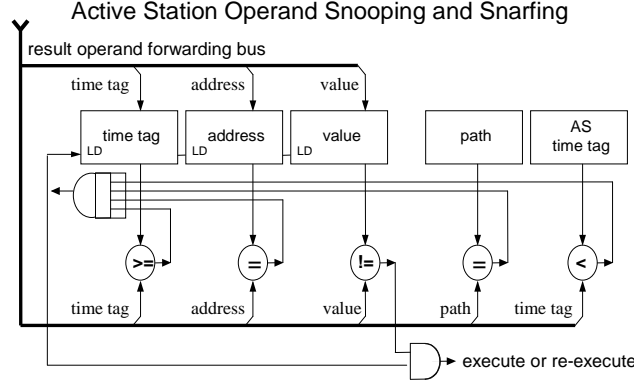 Active Station Operand Snooping and Snarfing
result operand forwarding bus
time tag address value
time tag address value path AS
time tag
LD LD LD
>= = != = <
time tag address value path time tag
execute or re-execute